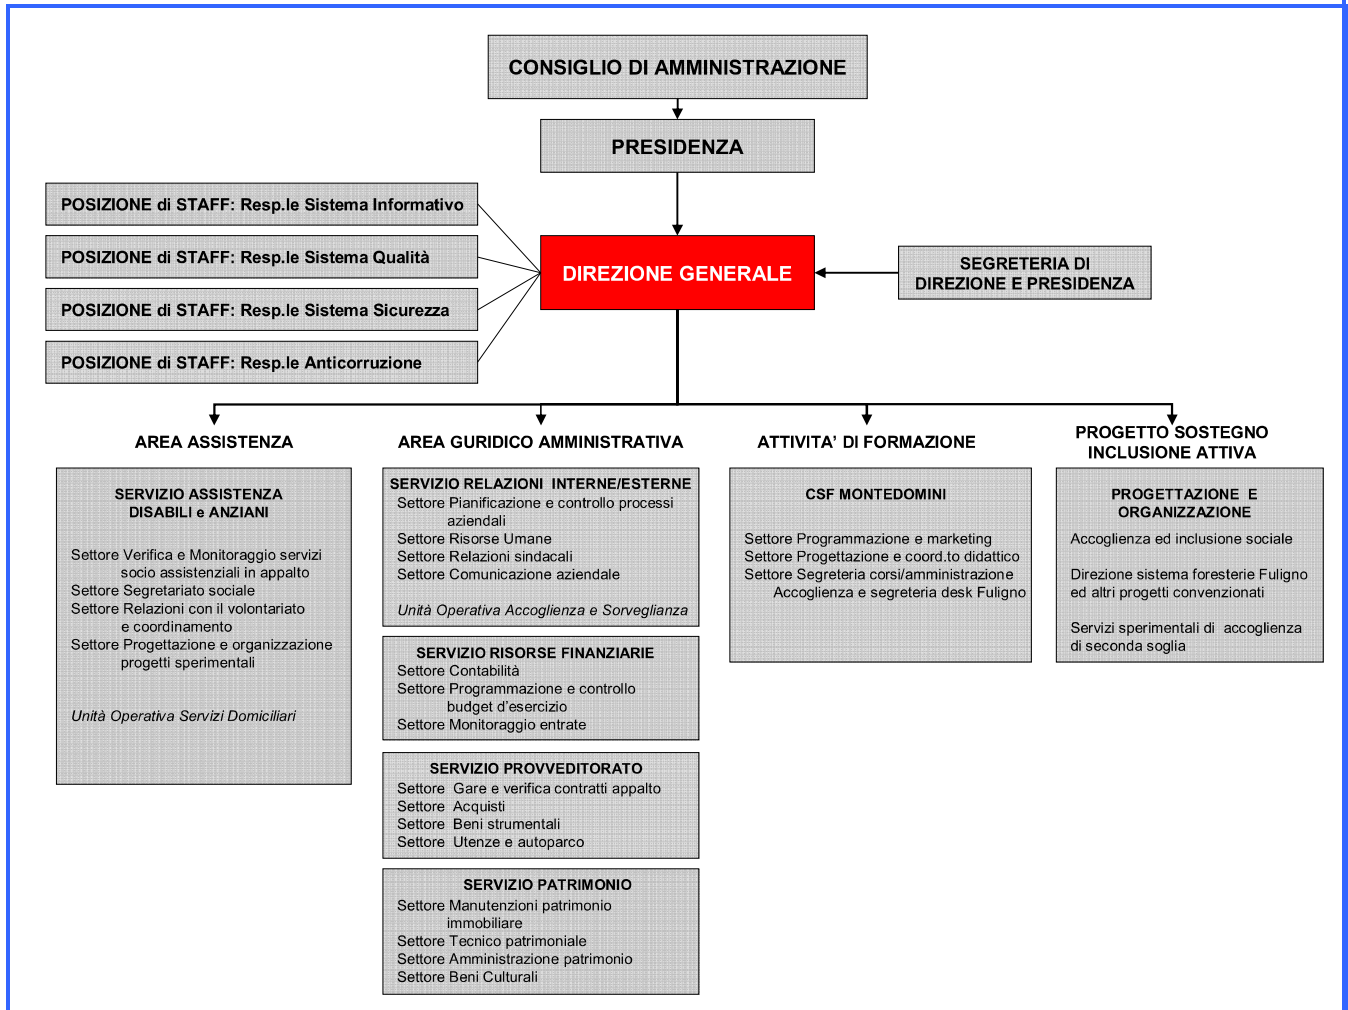 CONSIGLIO DI AMMINISTRAZIONE
PRESIDENZA
POSIZIONE di STAFF: Resp.le Sistema Informativo
POSIZIONE di STAFF: Resp.le Sistema Qualità
POSIZIONE di STAFF: Resp.le Sistema Sicurezza
POSIZIONE di STAFF: Resp.le Anticorruzione
DIREZIONE GENERALE
SEGRETERIA DI
DIREZIONE E PRESIDENZA
AREA ASSISTENZA
SERVIZIO ASSISTENZA
DISABILI e ANZIANI
Settore Verifica e Monitoraggio servizi
socio assistenziali in appalto
Settore Segretariato sociale
Settore Relazioni con il volontariato
e coordinamento
Settore Progettazione e organizzazione
progetti sperimentali
Unità Operativa Servizi Domiciliari
AREA GURIDICO AMMINISTRATIVA
SERVIZIO RELAZIONI INTERNE/ESTERNE
Settore Pianificazione e controllo processi
aziendali
Settore Risorse Umane
Settore Relazioni sindacali
Settore Comunicazione aziendale
Unità Operativa Accoglienza e Sorveglianza
SERVIZIO RISORSE FINANZIARIE
Settore Contabilità
Settore Programmazione e controllo
budget d'esercizio
Settore Monitoraggio entrate
SERVIZIO PROVVEDITORATO
Settore Gare e verifica contratti appalto
Settore Acquisti
Settore Beni strumentali
Settore Utenze e autoparco
SERVIZIO PATRIMONIO
Settore Manutenzioni patrimonio
immobiliare
Settore Tecnico patrimoniale
Settore Amministrazione patrimonio
Settore Beni Culturali
ATTIVITA' DI FORMAZIONE
CSF MONTEDOMINI
Settore Programmazione e marketing
Settore Progettazione e coord.to didattico
Settore Segreteria corsi/amministrazione
Accoglienza e segreteria desk Fuligno
PROGETTO SOSTEGNO
INCLUSIONE ATTIVA
PROGETTAZIONE E
ORGANIZZAZIONE
Accoglienza ed inclusione sociale
Direzione sistema foresterie Fuligno
ed altri progetti convenzionati
Servizi sperimentali di accoglienza
di seconda soglia